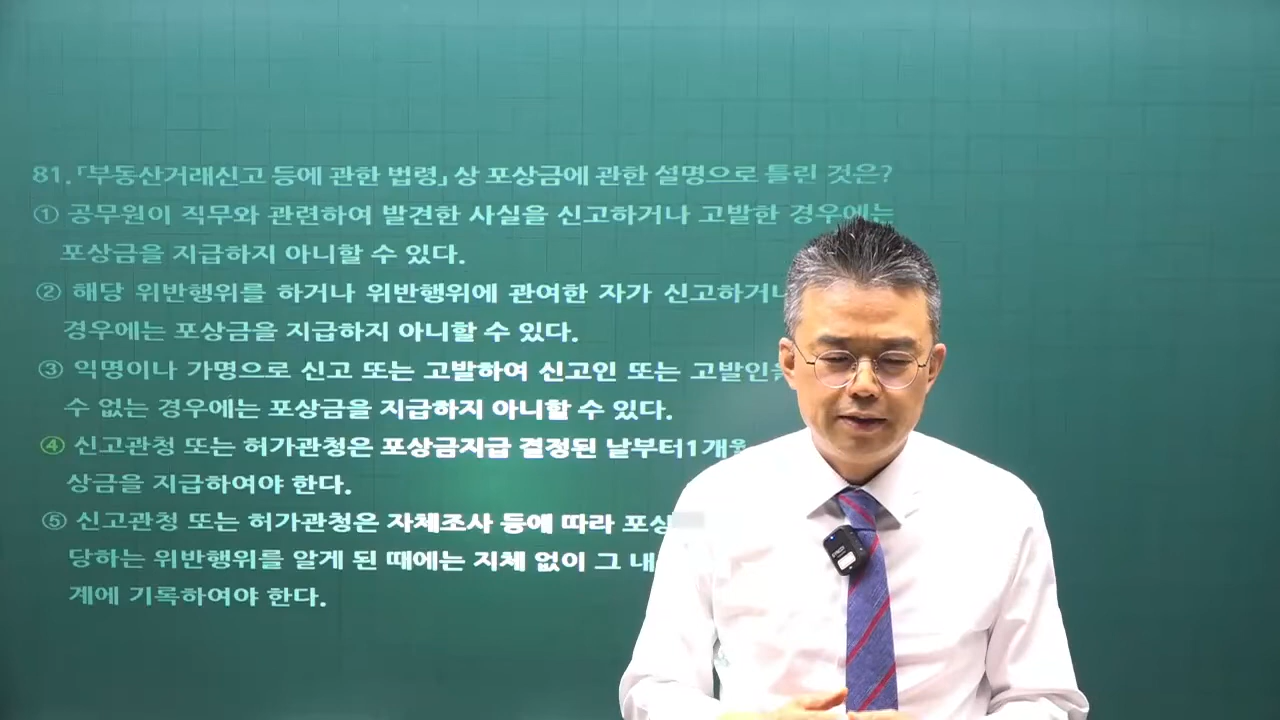 81.「부동산거래신고 등에 관한 법령」상 포상금에 관한 설명으로 틀린 것은?
① 공무원이 직무와 관련하여 발견한 사실을 신고하거나 고발한 경우에는
포상금을 지급하지 아니할 수 있다.
② 해당 위반행위를 하거나 위반행위에 관여한 자가 신고하거나
경우에는 포상금을 지급하지 아니할 수 있다.
③ 익명이나 가명으로 신고 또는 고발하여 신고인 또는 고발인을
수 없는 경우에는 포상금을 지급하지 아니할 수 있다.
④ 신고관청 또는 허가관청은 포상금지급 결정된 날부터1개월
상금을 지급하여야 한다.
⑤ 신고관청 또는 허가관청은 자체조사 등에 따라 포상
당하는 위반행위를 알게 된 때에는 지체 없이 그 내
계에 기록하여야 한다.